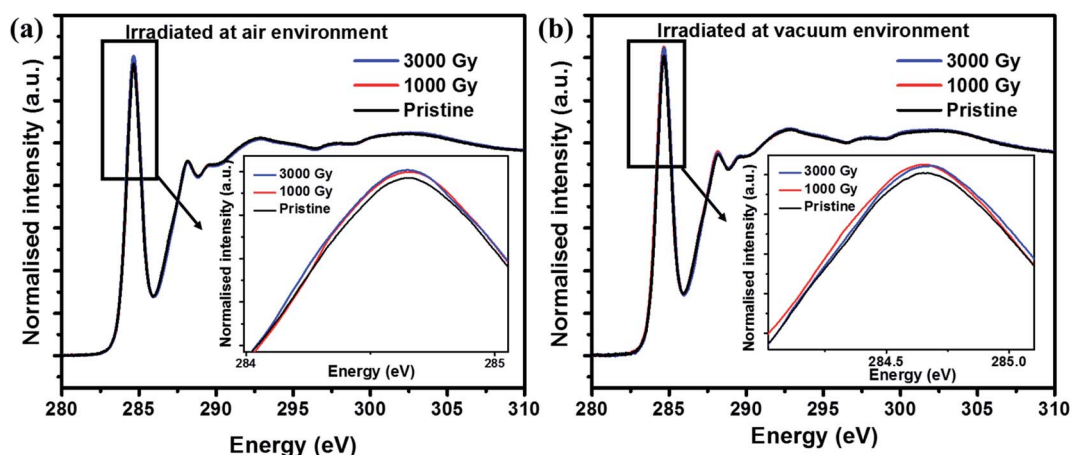 (a)
Irradiated at air environment
3000 Gy
1000 Gy
Pristine
Normalised intensity (a.u.)
3000 Gy
1000 Gy
Pristine
Normalised intensity (a.u.)
284 285
Energy (eV)
280 285 290 295 300 305 310
Energy (eV)
(b)
Irradiated at vacuum environment
3000 Gy
1000 Gy
Pristine
Normalised intensity (a.u.)
3000 Gy
1000 Gy
Pristine
Normalised intensity (a.u.)
284.5 285.0
Energy (eV)
280 285 290 295 300 305 310
Energy (eV)